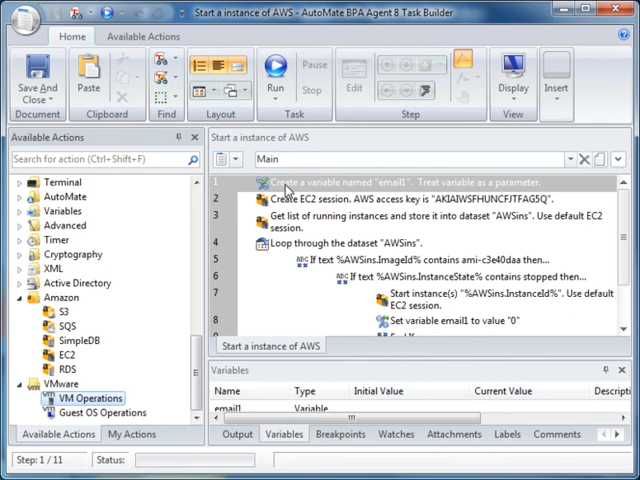 Start a instance of AWS - AutoMate BPA Agent 8 Task Builder
Home
Available Actions
Save And
Close
Document
Paste
Clipboard
Find
Layout
Run
Pause
Stop
Task
Edit
Step
Display
View
Insert
Available Actions
Search for action (Ctrl+Shift+F)
Terminal
AutoMate
Variables
Advanced
Timer
Cryptography
XML
Active Directory
Amazon
S3
SQS
SimpleDB
EC2
RDS
VMware
VM Operations
Guest OS Operations
Available Actions
My Actions
Start a instance of AWS
Main
1 Create a variable named "email1". Treat variable as a parameter.
2 Create EC2 session. AWS access key is "AKIAIWSFHUNCFJTFAG5Q".
3 Get list of running instances and store it into dataset "AWSins". Use default EC2
session.
4 Loop through the dataset "AWSins".
5 If text %AWSins.ImageId% contains ami-c3e40daa then...
6 If text %AWSins.InstanceState% contains stopped then...
7 Start instance(s) "%AWSins.InstanceId%". Use default
EC2 session.
8 Set variable email1 to value "0"
Start a instance of AWS
Variables
Name Type Initial Value Current Value Descripti
email1 Variable
Output Variables Breakpoints Watches Attachments Labels Comments
Step: 1 / 11 Status: